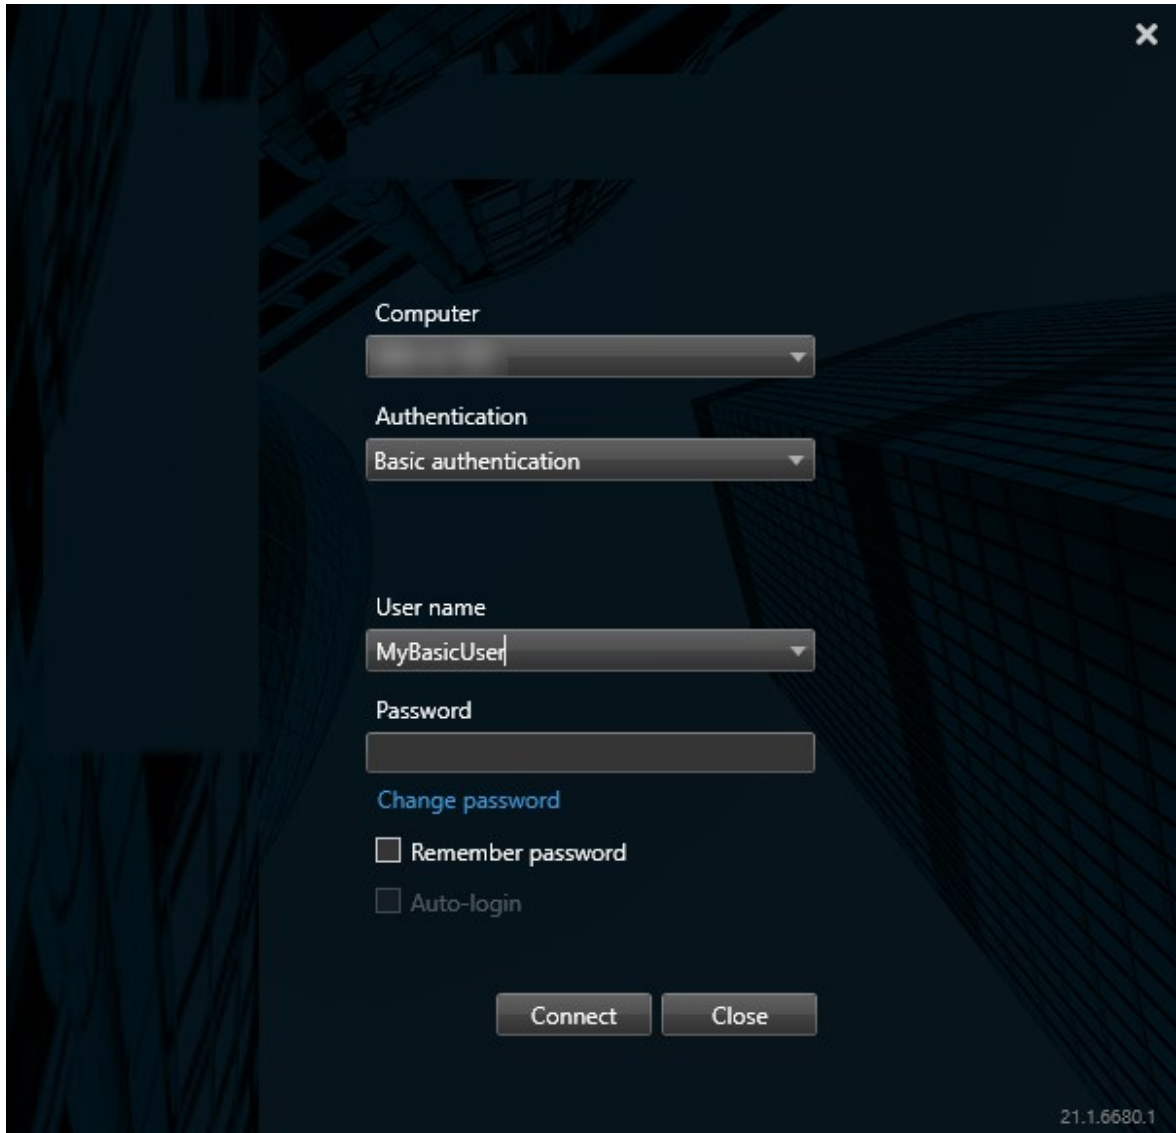 Computer
Authentication
Basic authentication
User name
MyBasicUser
Password
Change password
Remember password
Auto-login
Connect
Close
21.1.6680.1